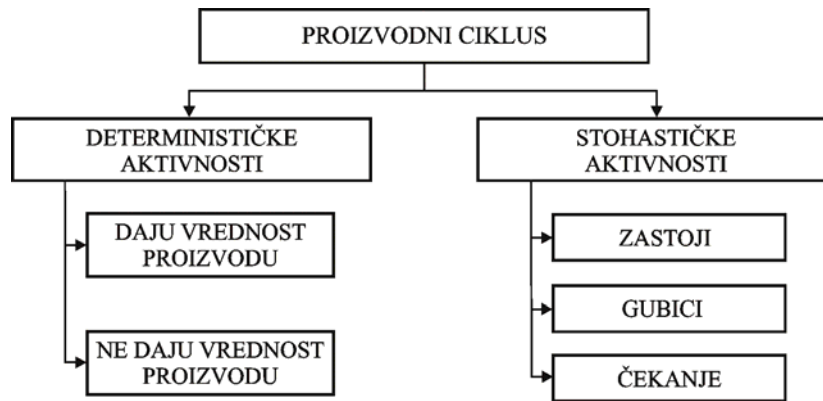 PROIZVODNI CIKLUS
DETERMINISTIČKE
AKTIVNOSTI
DAJU VREDNOST
PROIZVODU
NE DAJU VREDNOST
PROIZVODU
STOHASTIČKE
AKTIVNOSTI
ZASTOJI
GUBICI
ČEKANJE